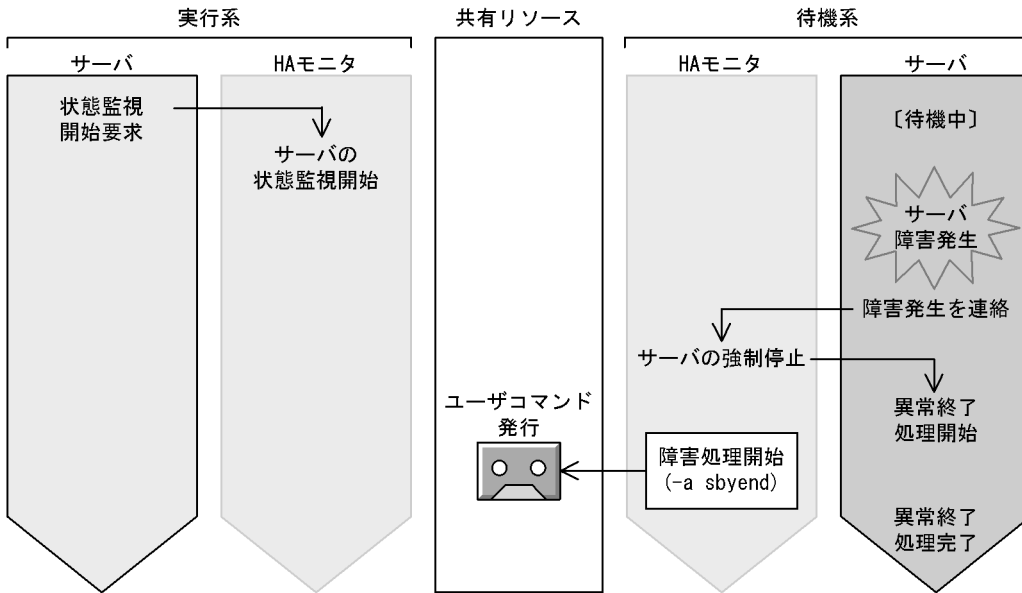 実行系
共有リソース
待機系
サーバ
HAモニタ
HAモニタ
サーバ
状態監視
開始要求
サーバの
状態監視開始
〔待機中〕
サーバ
障害発生
障害発生を連絡
サーバの強制停止
異常終了
処理開始
ユーザコマンド
発行
障害処理開始
(-a sbyend)
異常終了
処理完了